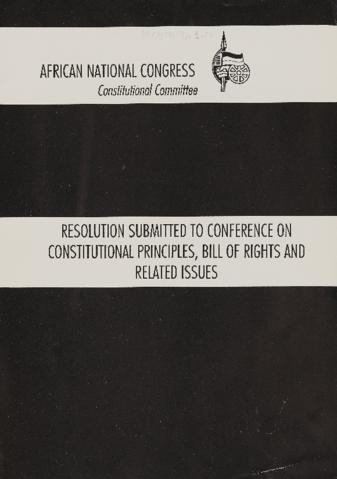 AFRICAN NATIONAL CONGRESS
Constitutional Committee
RESOLUTION SUBMITTED TO CONFERENCE ON
CONSTITUTIONAL PRINCIPLES, BILL OF RIGHTS AND
RELATED ISSUES